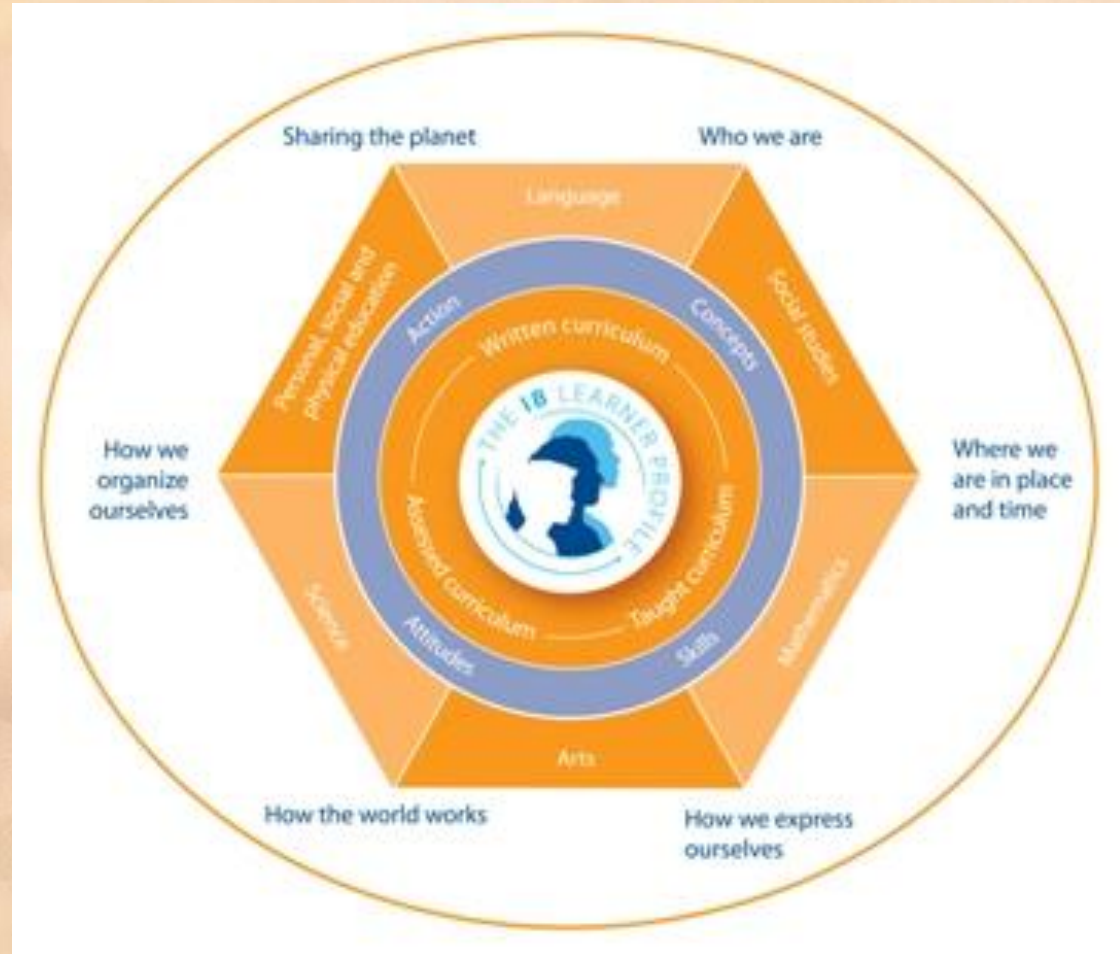 Sharing the planet
Who we are
Language
Personal, social and
physical education
Social studies
Action
Concepts
Written curriculum
THE IB LEARNER PROFILE
How we
organize
ourselves
Where we
are in place
and time
Assessed curriculum
Taught curriculum
Science
Mathematics
Attitudes
Skills
Arts
How the world works
How we express
ourselves